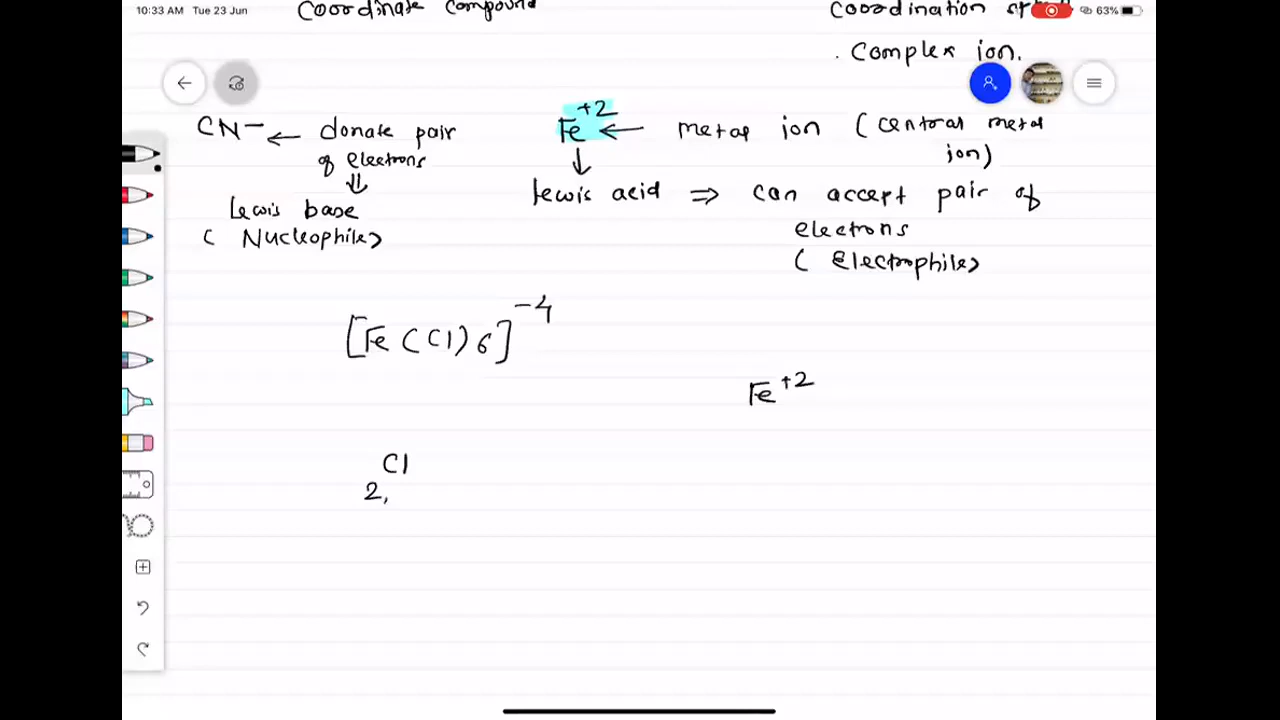 10:33 AM Tue 23 Jun
63%
Coordinate Compound
Coordination
Complex ion.
CN− ← donate pair of electrons
⇓
Lewis base
( Nucleophile)
Fe+2 ← metal ion (central metal ion)
↓
lewis acid ⇒ can accept pair of
electrons
( Electrophile)
[Fe (Cl)6]−4
Fe+2
Cl
2,